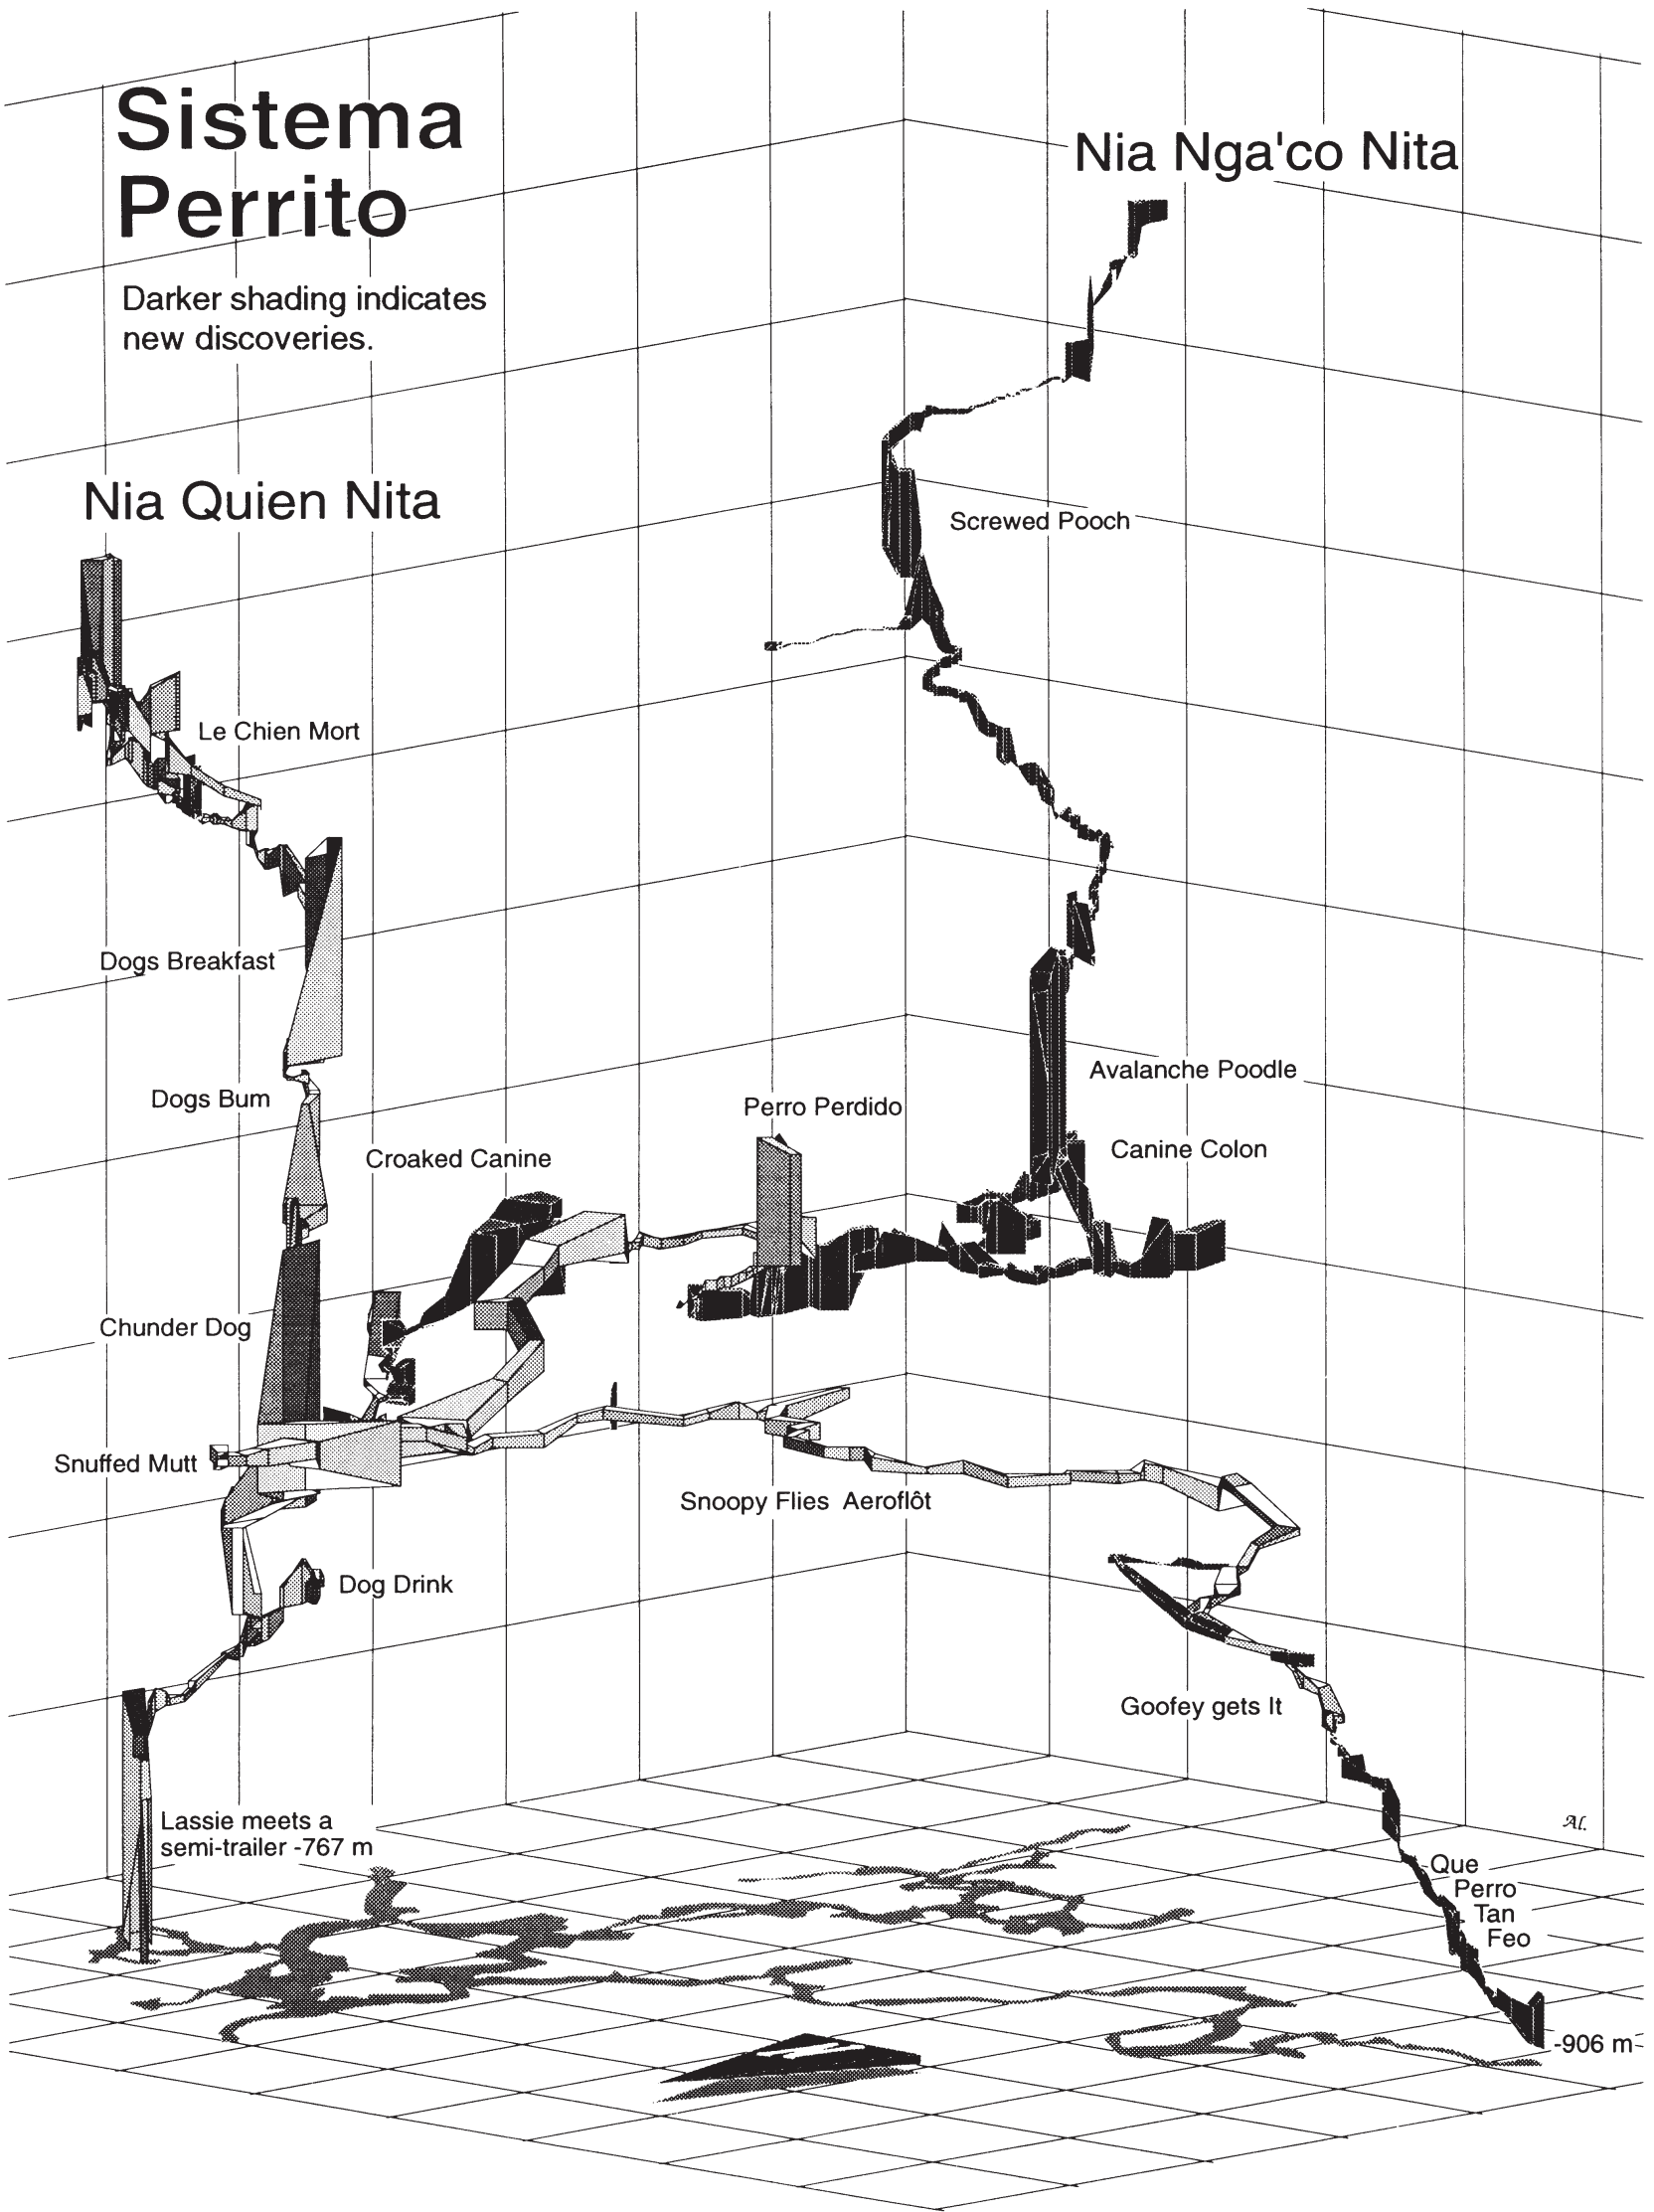 Sistema
Perrito
Darker shading indicates
new discoveries.
Nia Nga'co Nita
Nia Quien Nita
Screwed Pooch
Le Chien Mort
Dogs Breakfast
Avalanche Poodle
Dogs Bum
Perro Perdido
Canine Colon
Croaked Canine
Chunder Dog
Snuffed Mutt
Snoopy Flies Aeroflôt
Dog Drink
Goofey gets It
Lassie meets a
semi-trailer -767 m
Al.
Que
Perro
Tan
Feo
-906 m